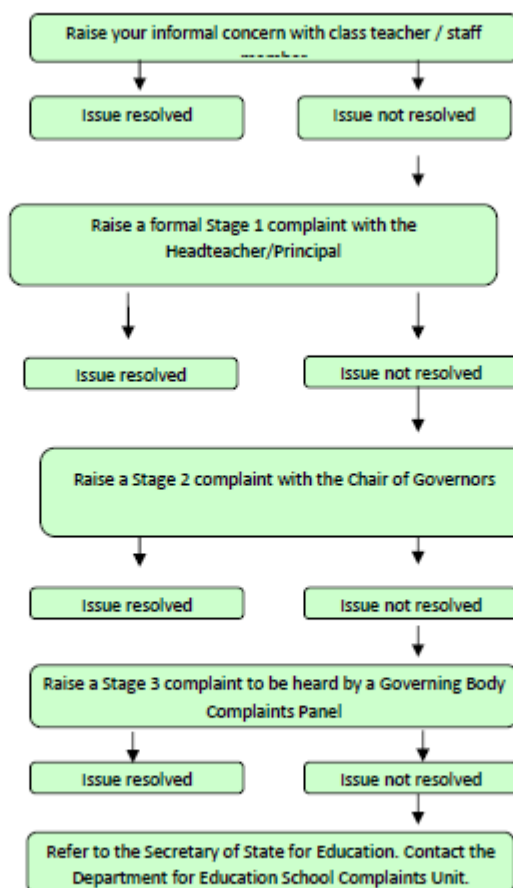 Raise your informal concern with class teacher / staff
Issue resolved
Issue not resolved
Raise a formal Stage 1 complaint with the
Headteacher/Principal
Issue resolved
Issue not resolved
Raise a Stage 2 complaint with the Chair of Governors
Issue resolved
Issue not resolved
Raise a Stage 3 complaint to be heard by a Governing Body
Complaints Panel
Issue resolved
Issue not resolved
Refer to the Secretary of State for Education. Contact the
Department for Education School Complaints Unit.